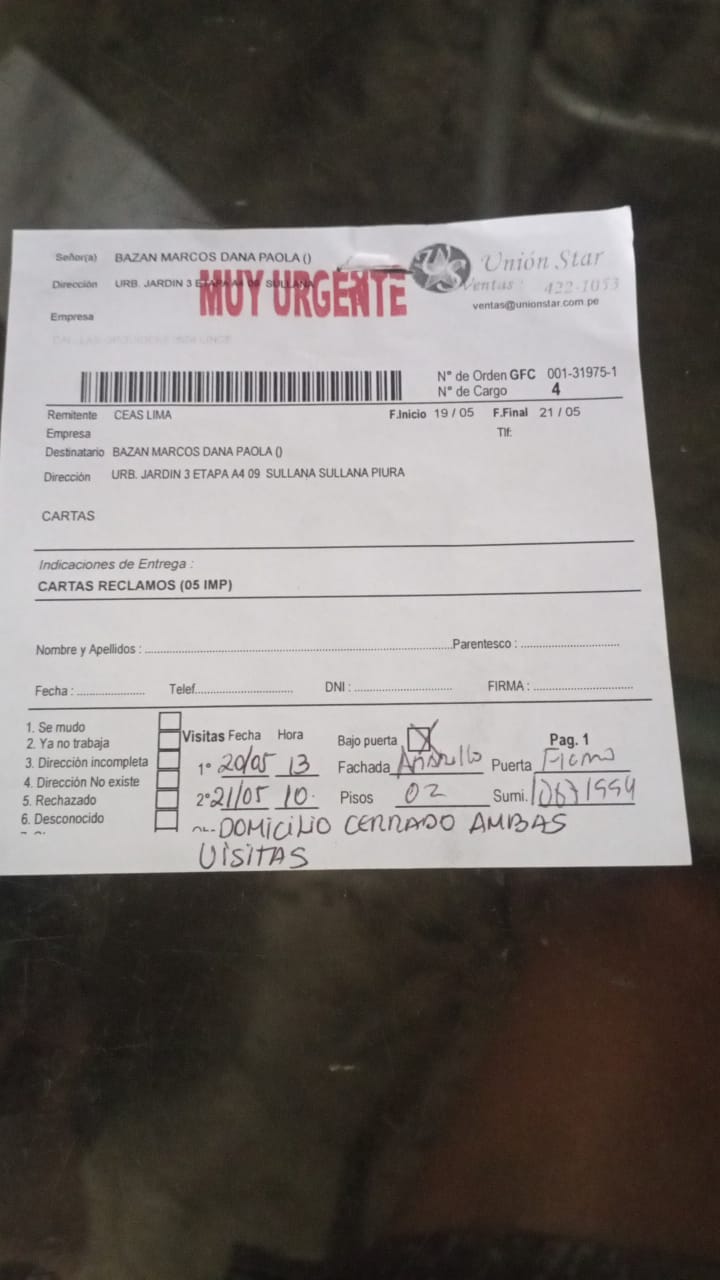 Señor(a) BAZAN MARCOS DANA PAOLA ()
Unión Star
Dirección URB. JARDIN 3 ETAPA A4 09 SULLANA
MUY URGENTE
Ventas : 422-1053
ventas@unionstar.com.pe
Empresa
N° de Orden GFC 001-31975-1
N° de Cargo 4
Remitente CEAS LIMA F.Inicio 19 / 05 F.Final 21 / 05
Empresa Tlf:
Destinatario BAZAN MARCOS DANA PAOLA ()
Dirección URB. JARDIN 3 ETAPA A4 09 SULLANA SULLANA PIURA
CARTAS
Indicaciones de Entrega :
CARTAS RECLAMOS (05 IMP)
Nombre y Apellidos : Parentesco :
Fecha : Telef. DNI : FIRMA :
1. Se mudo
2. Ya no trabaja
3. Dirección incompleta
4. Dirección No existe
5. Rechazado
6. Desconocido
Visitas Fecha Hora Bajo puerta X Pag. 1
1° 20/05 13 Fachada Puerta
2° 21/05 10 Pisos 02 Sumi.
DOMICILIO CERRADO AMBAS
VISITAS